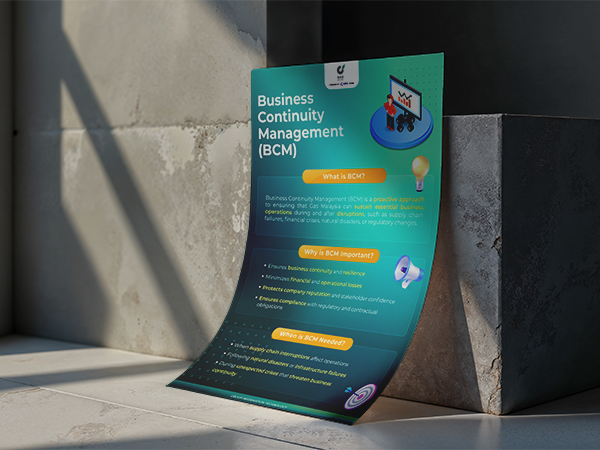 Business
Continuity
Management
(BCM)
What is BCM?
Business Continuity Management (BCM) is a proactive approach
to ensuring that Gas Malaysia can sustain essential business
operations during and after disruptions, such as supply chain
failures, financial crises, natural disasters, or regulatory changes.
Why is BCM Important?
• Ensures business continuity and resilience
• Minimizes financial and operational losses
• Protects company reputation and stakeholder confidence
• Ensures compliance with regulatory and contractual
obligations
When is BCM Needed?
• When supply chain interruptions affect operations
• Following natural disasters or infrastructure failures
• During unexpected crises that threaten business
continuity